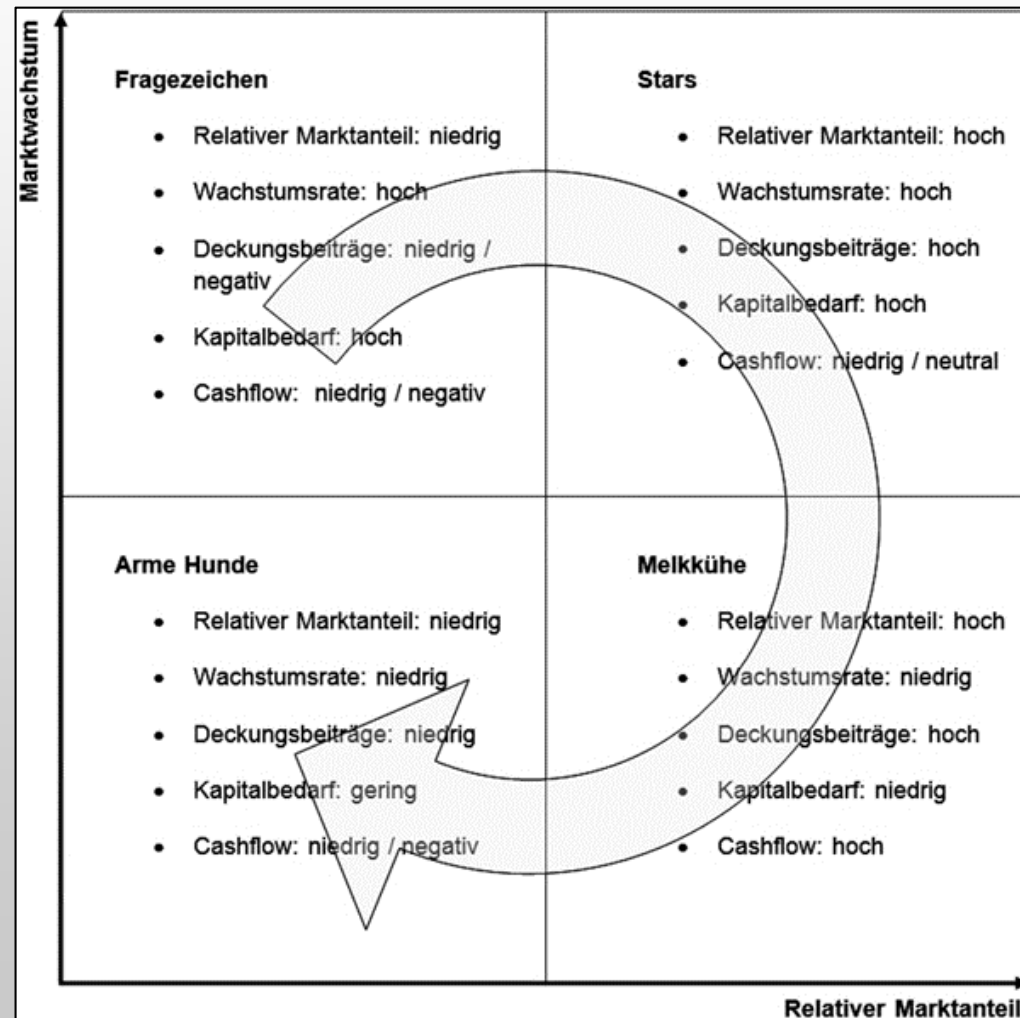 Marktwachstum
Fragezeichen
• Relativer Marktanteil: niedrig
• Wachstumsrate: hoch
• Deckungsbeiträge: niedrig /
negativ
• Kapitalbedarf: hoch
• Cashflow: niedrig / negativ
Stars
• Relativer Marktanteil: hoch
• Wachstumsrate: hoch
• Deckungsbeiträge: hoch
• Kapitalbedarf: hoch
• Cashflow: niedrig / neutral
Arme Hunde
• Relativer Marktanteil: niedrig
• Wachstumsrate: niedrig
• Deckungsbeiträge: niedrig
• Kapitalbedarf: gering
• Cashflow: niedrig / negativ
Melkkühe
• Relativer Marktanteil: hoch
• Wachstumsrate: niedrig
• Deckungsbeiträge: hoch
• Kapitalbedarf: niedrig
• Cashflow: hoch
Relativer Marktanteil